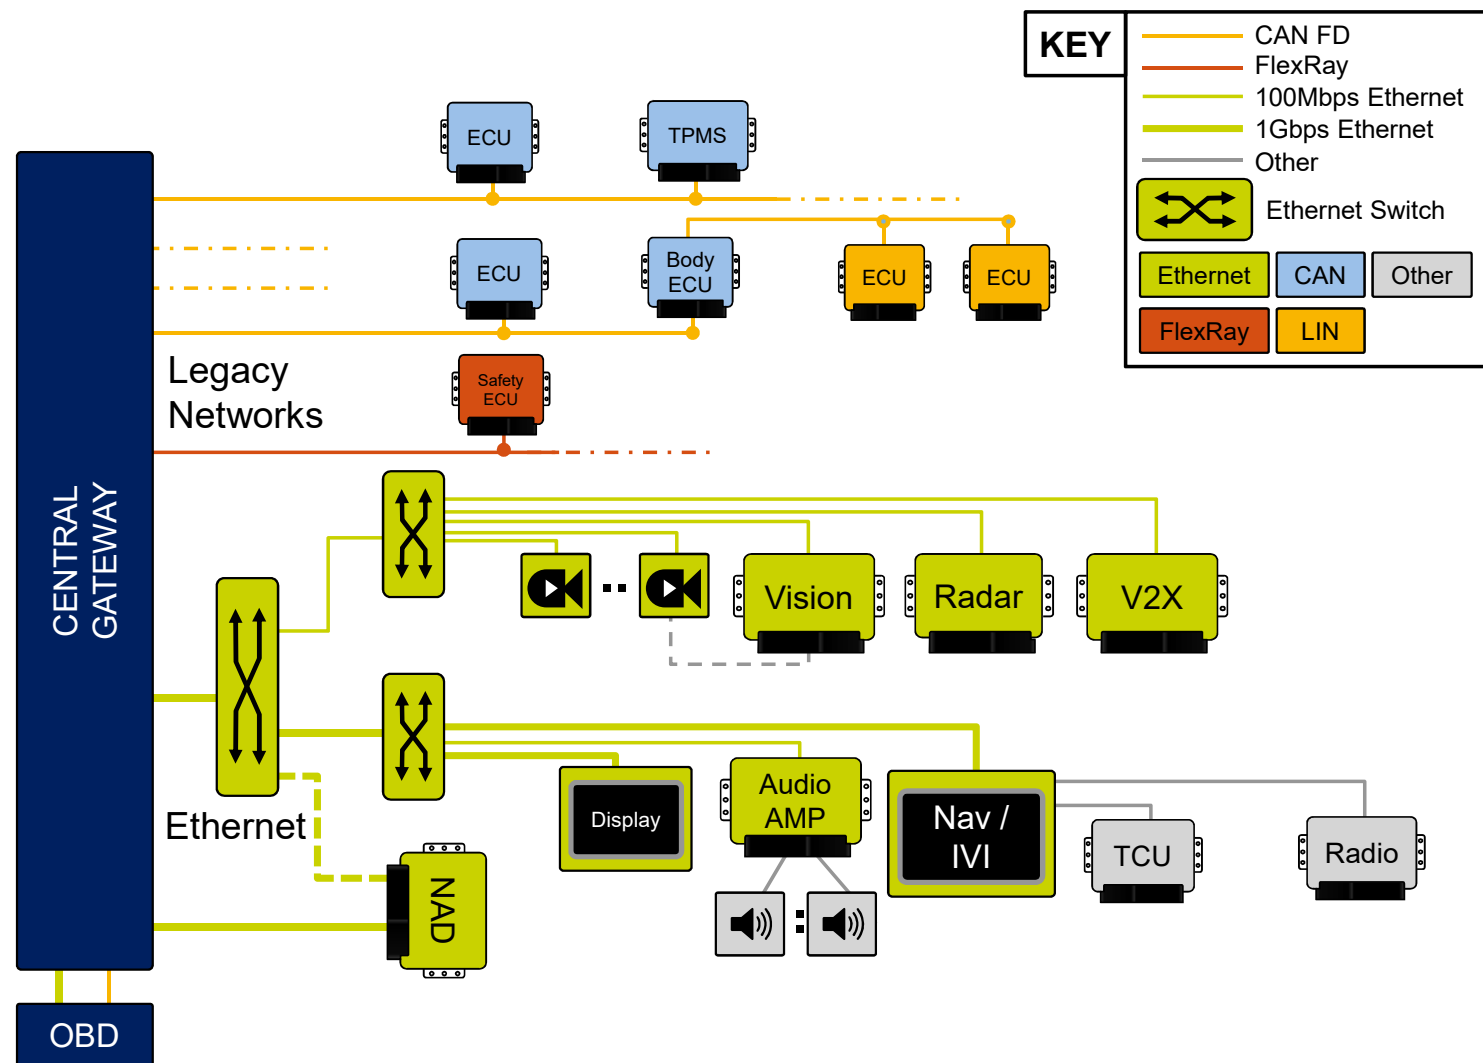 KEY
CAN FD
FlexRay
100Mbps Ethernet
1Gbps Ethernet
Other
Ethernet Switch
Ethernet
CAN
Other
FlexRay
LIN
ECU
TPMS
ECU
Body
ECU
ECU
ECU
Legacy
Networks
Safety
ECU
CENTRAL
GATEWAY
Vision
Radar
V2X
Ethernet
Display
Audio
AMP
Nav /
IVI
TCU
Radio
NAD
OBD